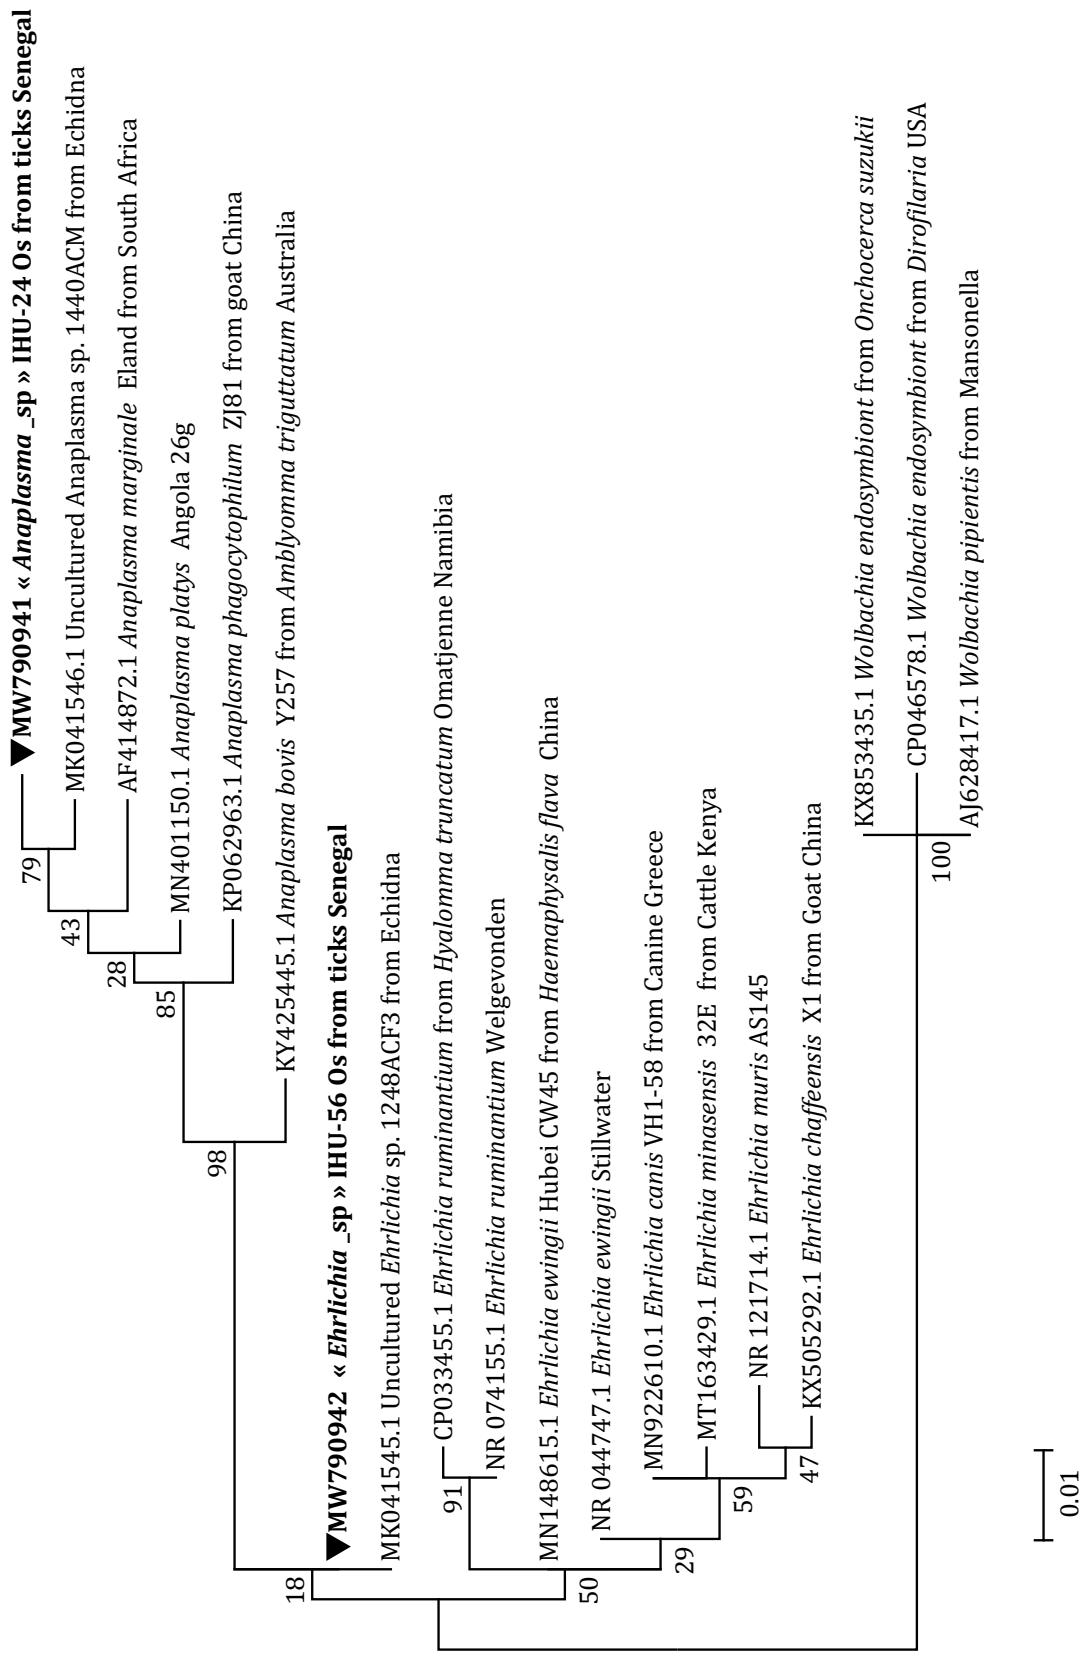 MW790941 « Anaplasma _sp » IHU-24 Os from ticks Senegal
79
MK041546.1 Uncultured Anaplasma sp. 1440ACM from Echidna
43
AF414872.1 Anaplasma marginale Eland from South Africa
28
MN401150.1 Anaplasma platys Angola 26g
85
KP062963.1 Anaplasma phagocytophilum ZJ81 from goat China
98
KY425445.1 Anaplasma bovis Y257 from Amblyomma triguttatum Australia
18
MW790942 « Ehrlichia _sp » IHU-56 Os from ticks Senegal
MK041545.1 Uncultured Ehrlichia sp. 1248ACF3 from Echidna
CP033455.1 Ehrlichia ruminantium from Hyalomma truncatum Omatjenne Namibia
91
NR 074155.1 Ehrlichia ruminantium Welgevonden
MN148615.1 Ehrlichia ewingii Hubei CW45 from Haemaphysalis flava China
50
NR 044747.1 Ehrlichia ewingii Stillwater
29
MN922610.1 Ehrlichia canis VH1-58 from Canine Greece
MT163429.1 Ehrlichia minasensis 32E from Cattle Kenya
59
NR 121714.1 Ehrlichia muris AS145
47
KX505292.1 Ehrlichia chaffeensis X1 from Goat China
KX853435.1 Wolbachia endosymbiont from Onchocerca suzukii
CP046578.1 Wolbachia endosymbiont from Dirofilaria USA
100
AJ628417.1 Wolbachia pipientis from Mansonella
0.01